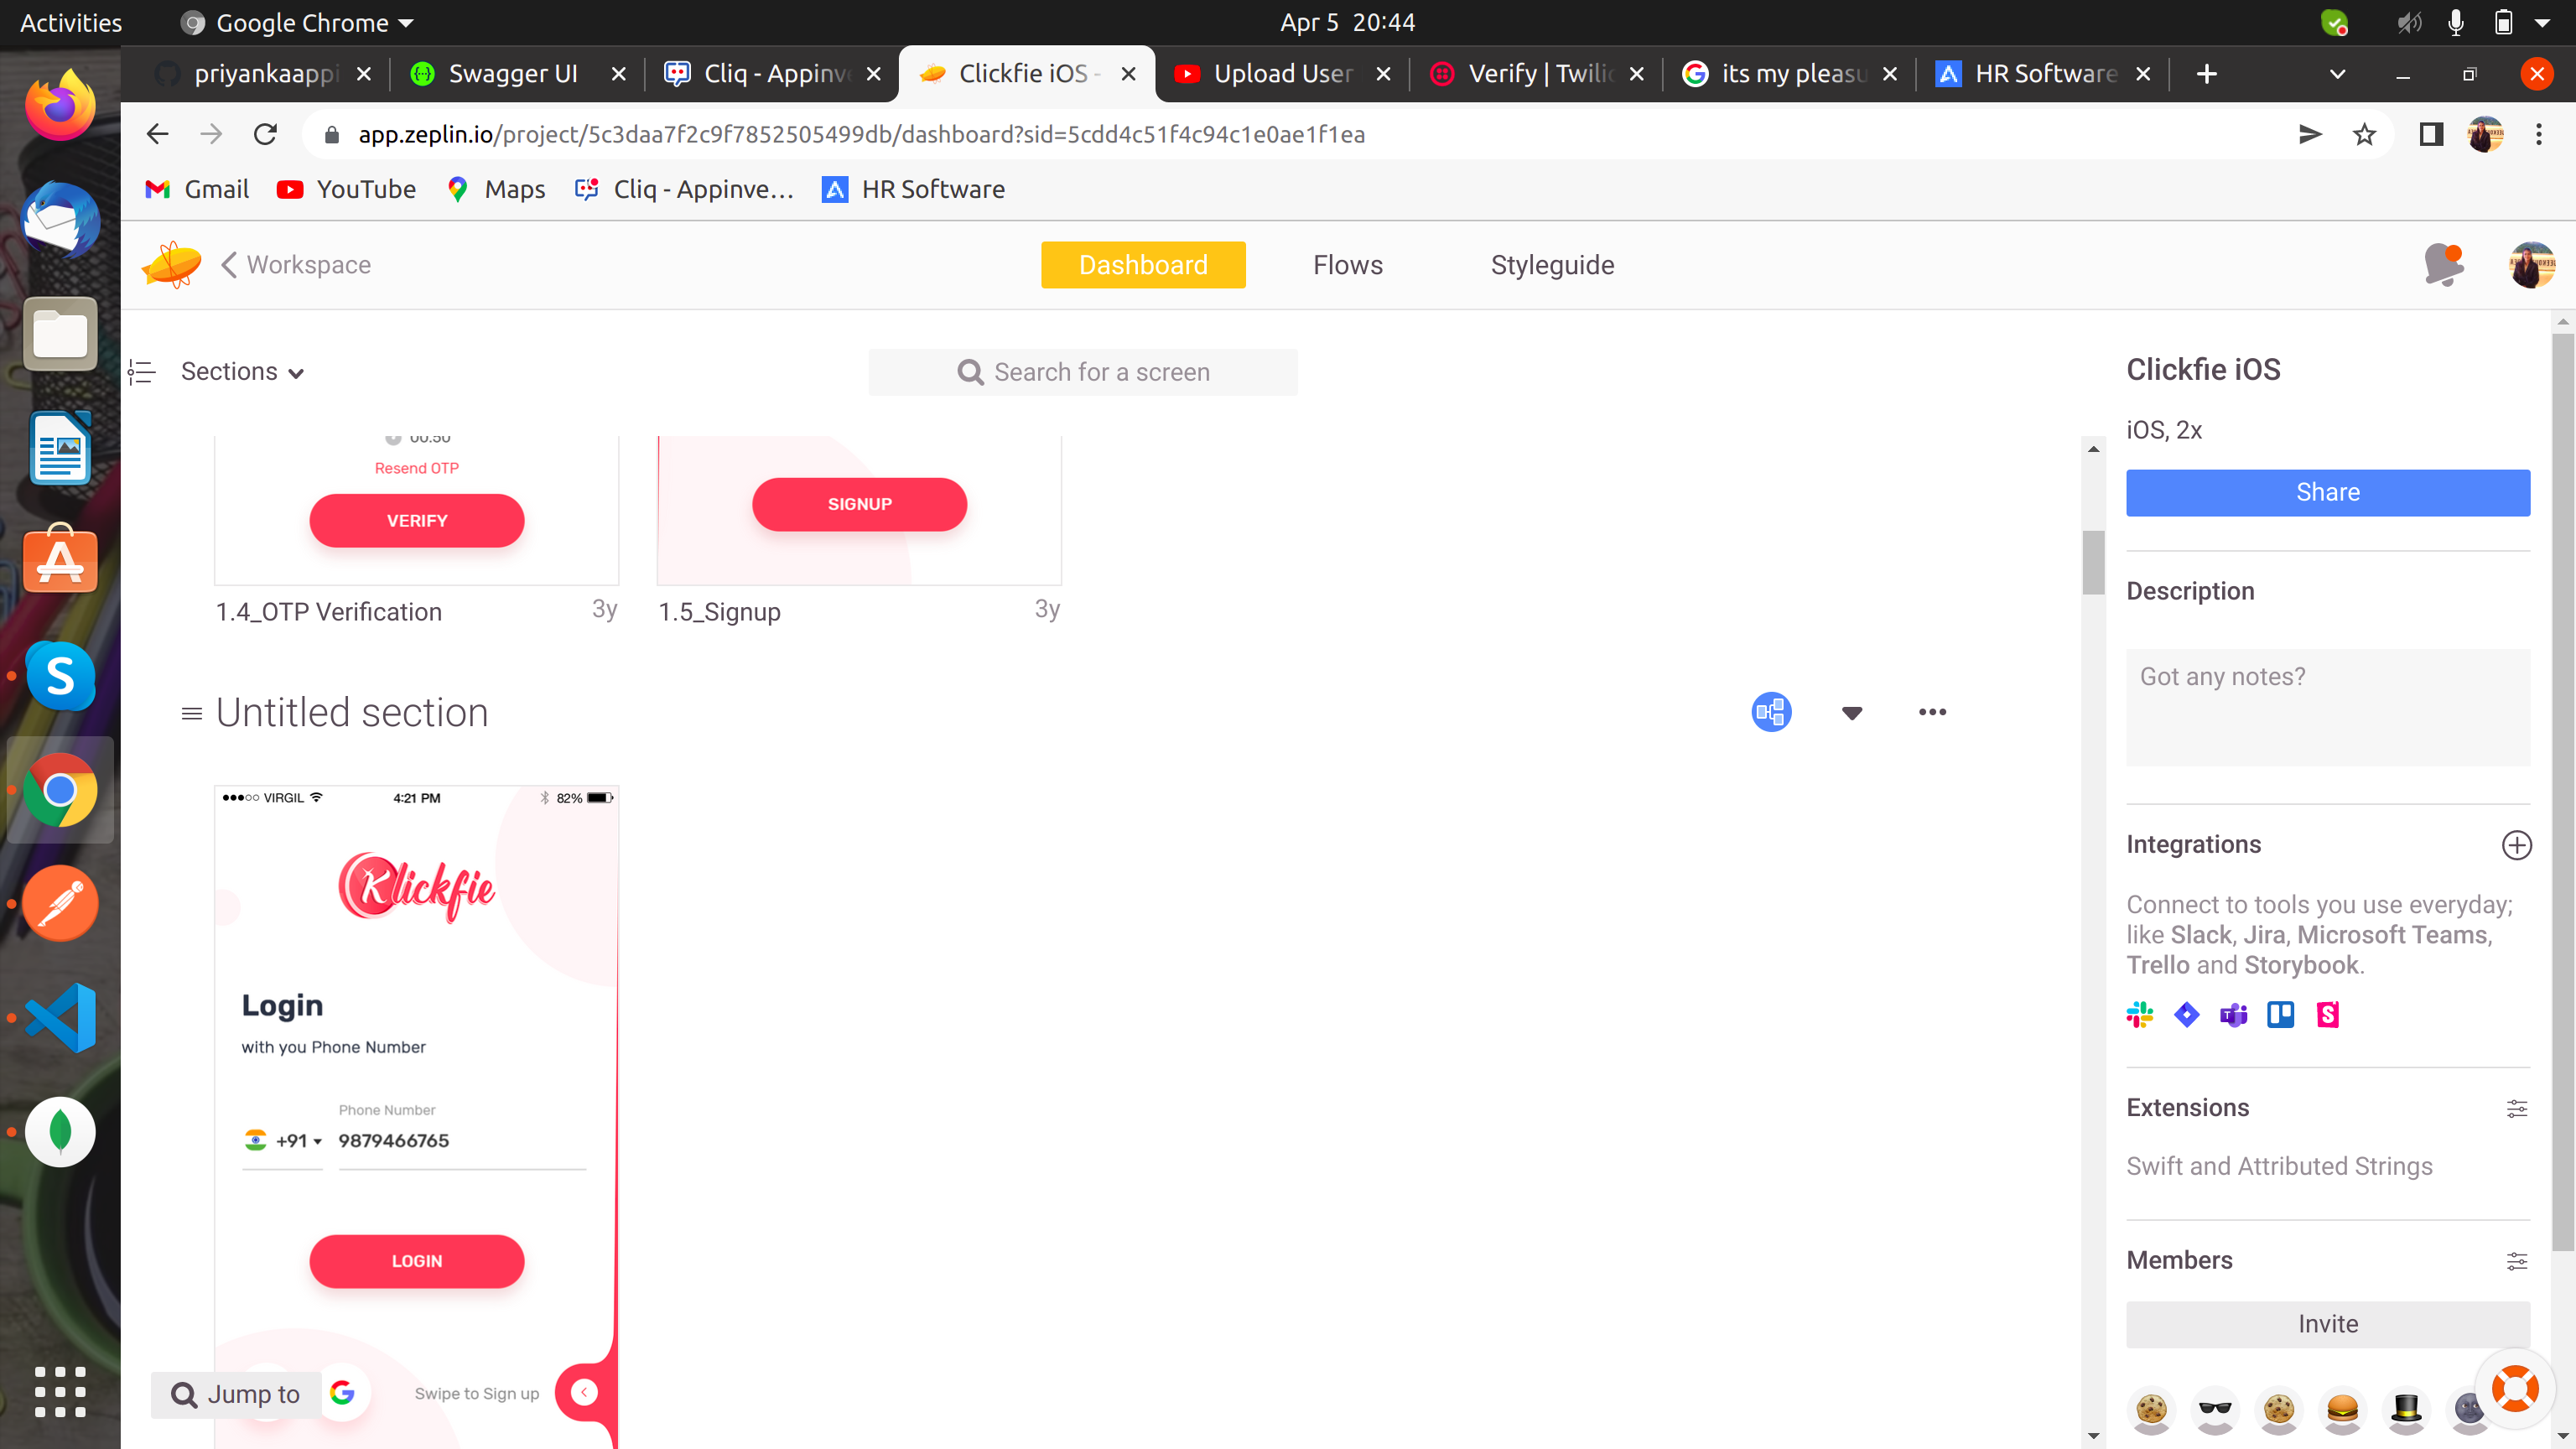 Activities
Google Chrome
Apr 5 20:44
priyankaappi
Swagger UI
Cliq - Appinve
Clickfie iOS -
Upload User
Verify | Twilio
its my pleasu
HR Software
app.zeplin.io/project/5c3daa7f2c9f7852505499db/dashboard?sid=5cdd4c51f4c94c1e0ae1f1ea
Gmail
YouTube
Maps
Cliq - Appinve...
HR Software
Workspace
Dashboard
Flows
Styleguide
Sections
Search for a screen
00:50
Resend OTP
VERIFY
SIGNUP
1.4_OTP Verification
3y
1.5_Signup
3y
Untitled section
VIRGIL
4:21 PM
82%
Klickfie
Login
with you Phone Number
Phone Number
+91
9879466765
LOGIN
Swipe to Sign up
Jump to
Clickfie iOS
iOS, 2x
Share
Description
Got any notes?
Integrations
Connect to tools you use everyday;
like Slack, Jira, Microsoft Teams,
Trello and Storybook.
Extensions
Swift and Attributed Strings
Members
Invite